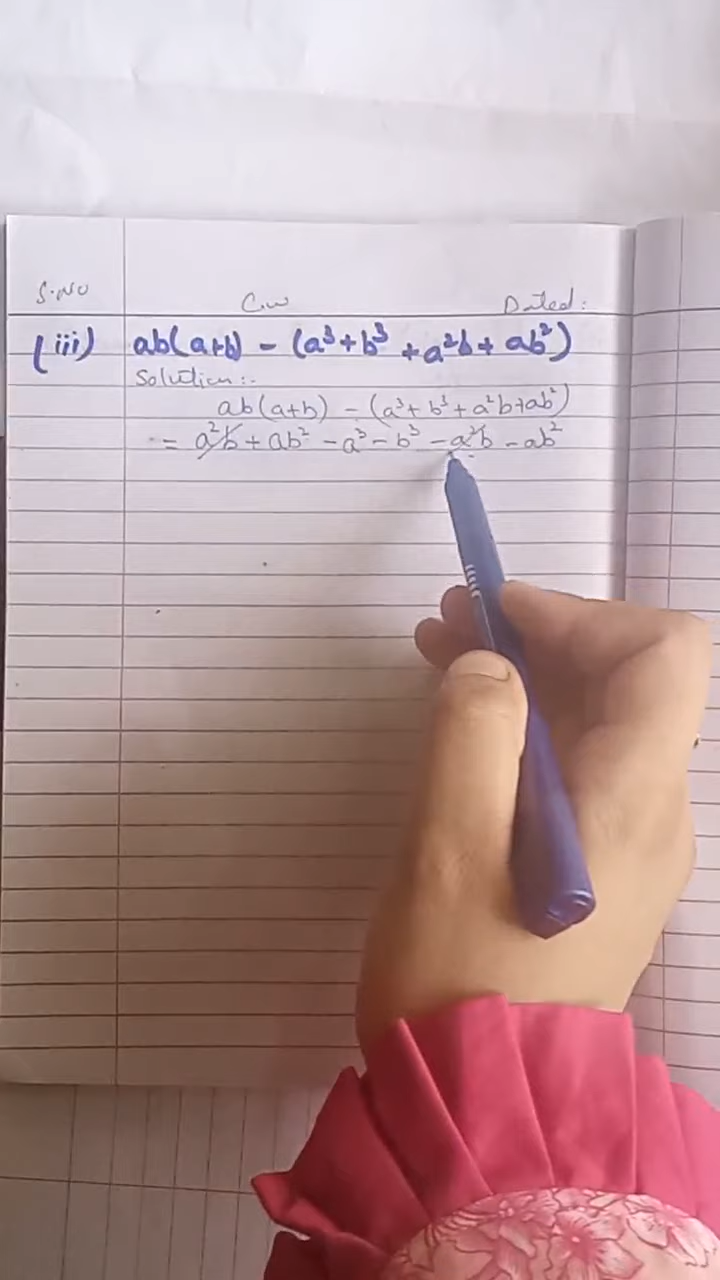 S.No C.w Dated:
(iii) ab(a+b) - (a³+b³ +a²b+ ab²)
Solution:-
ab(a+b) - (a³+b³+a²b+ab²)
= a²b + ab² - a³ - b³ - a²b - ab²